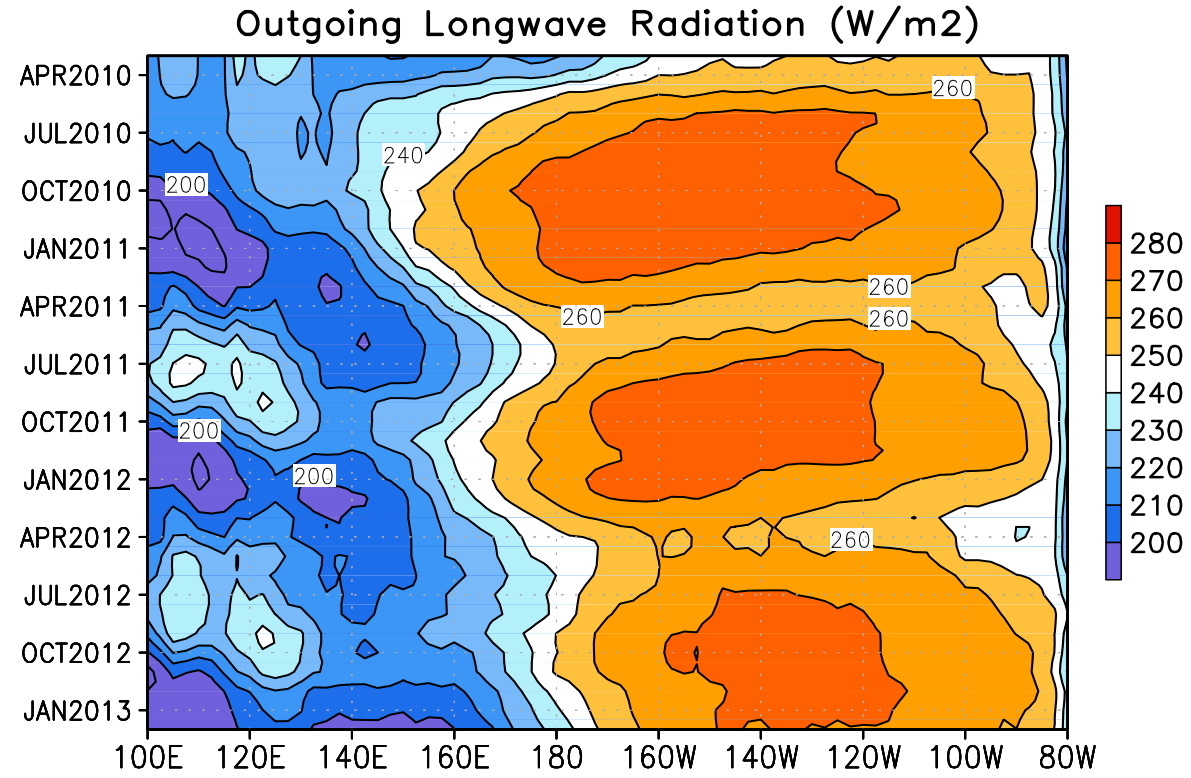 Outgoing Longwave Radiation (W/m2)
APR2010
JUL2010
OCT2010
JAN2011
APR2011
JUL2011
OCT2011
JAN2012
APR2012
JUL2012
OCT2012
JAN2013
260
240
200
260
260
260
200
200
260
280
270
260
250
240
230
220
210
200
100E 120E 140E 160E 180 160W 140W 120W 100W 80W